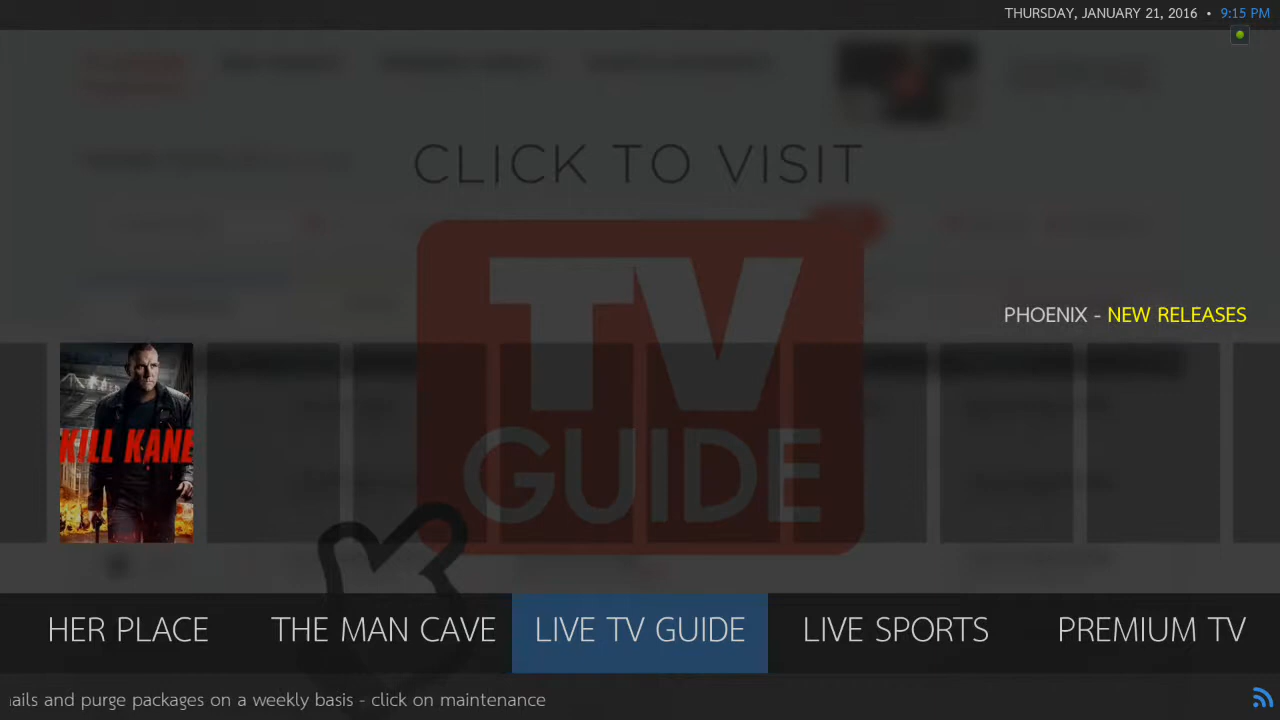 THURSDAY, JANUARY 21, 2016 • 9:15 PM
CLICK TO VISIT
TV
GUIDE
PHOENIX - NEW RELEASES
KILL KANE
HER PLACE THE MAN CAVE LIVE TV GUIDE LIVE SPORTS PREMIUM TV
and purge packages on a weekly basis - click on maintenance